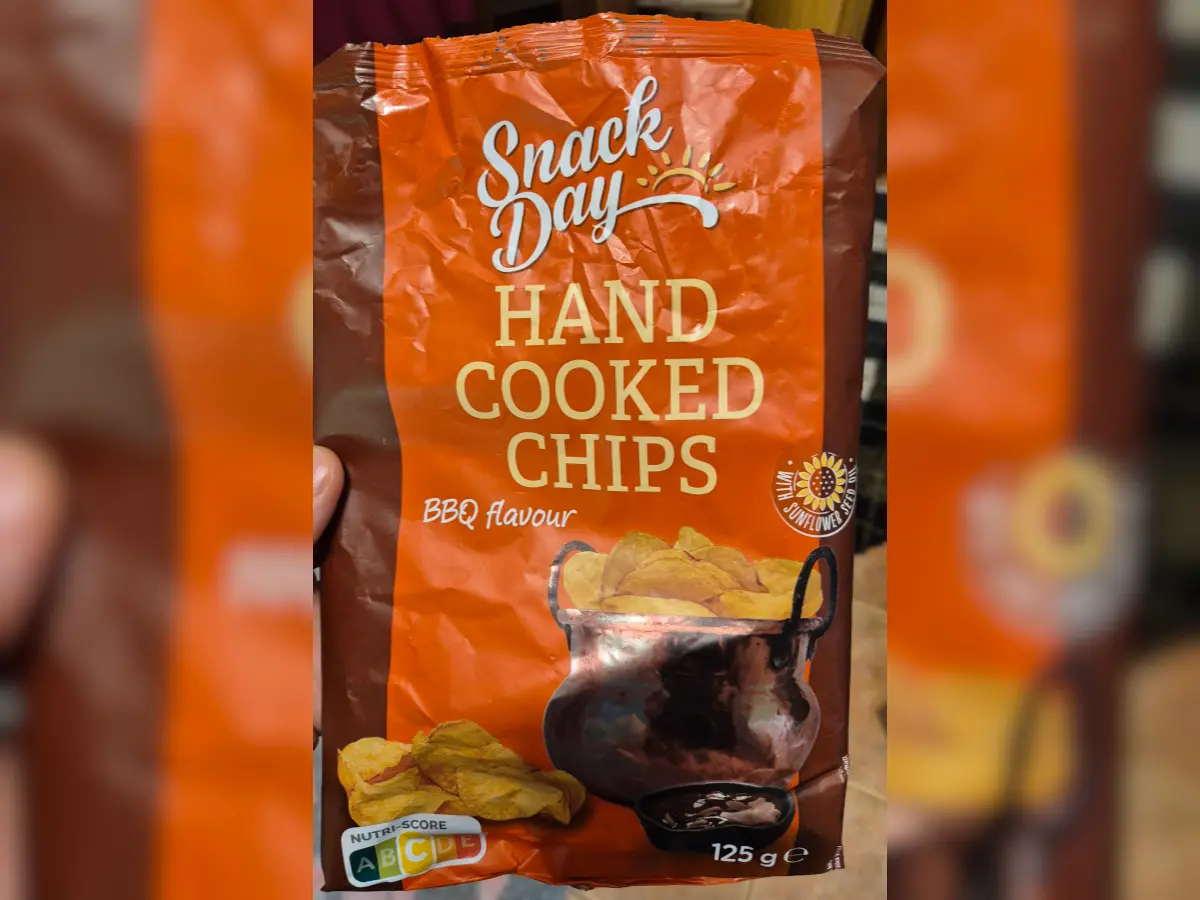 Snack
Day
HAND
COOKED
CHIPS
BBQ flavour
· WITH SUNFLOWER SEED OIL ·
NUTRI-SCORE
A B C D E
125 g ℮